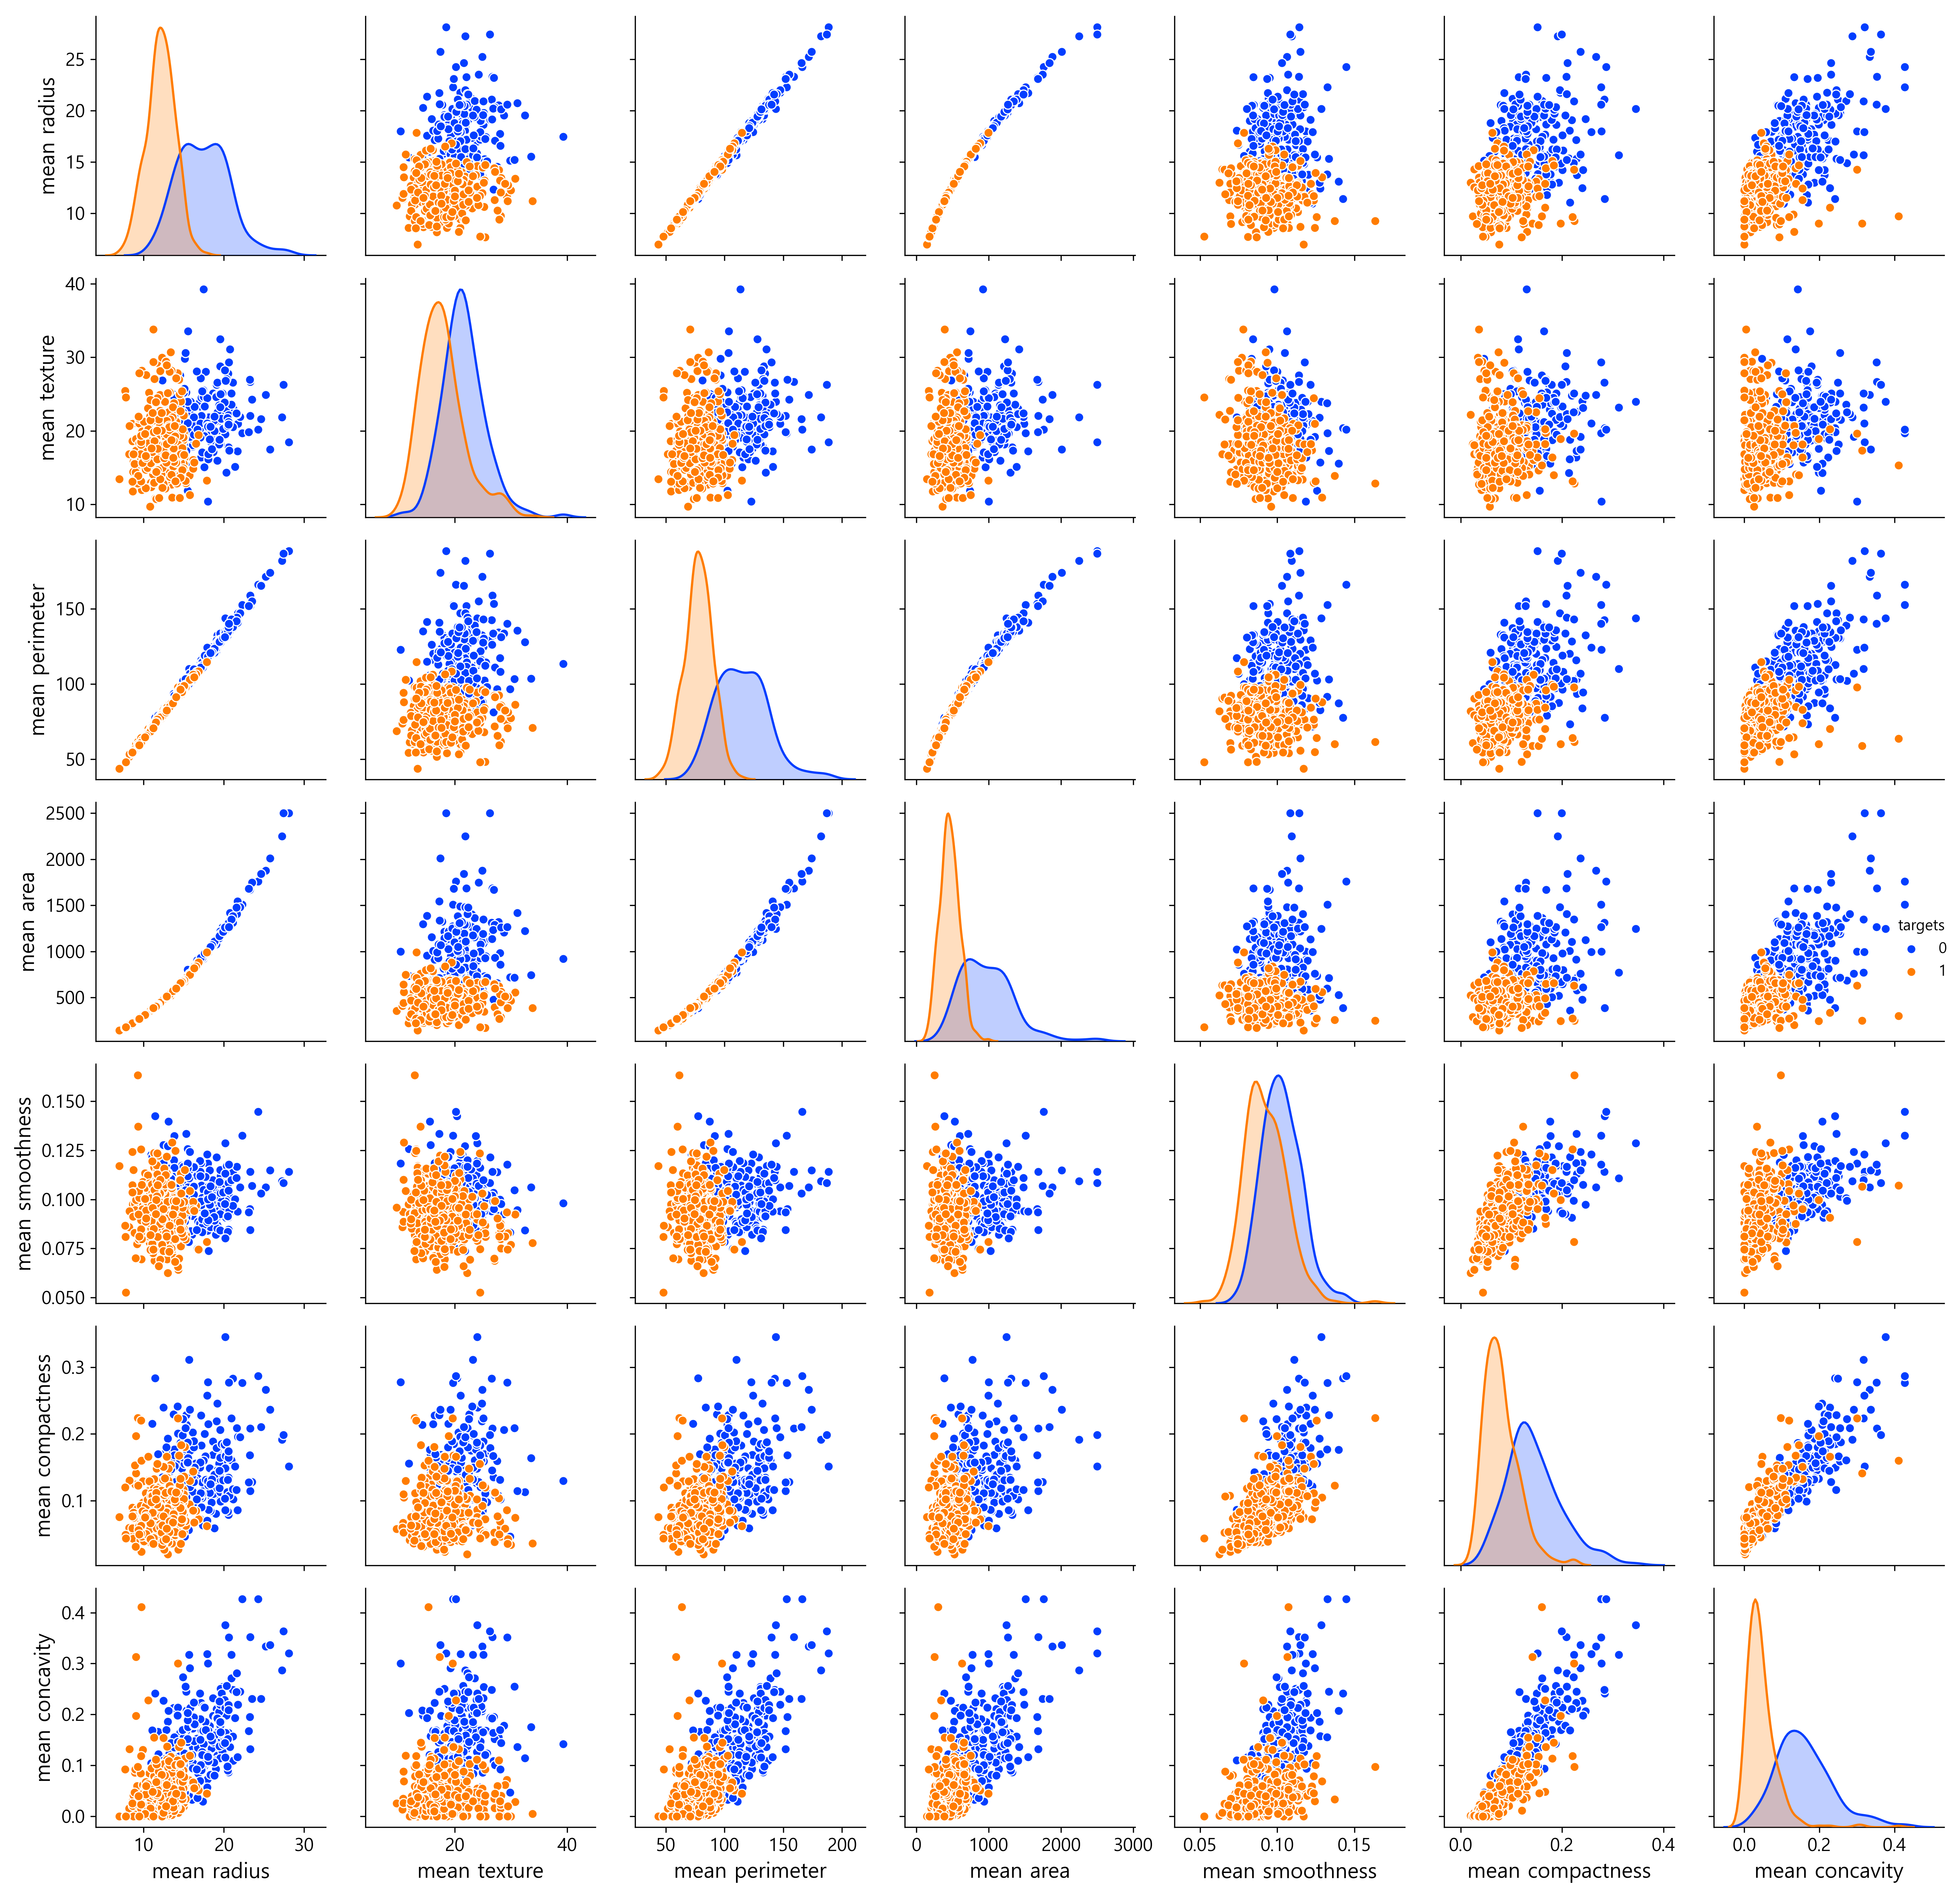 mean radius
25
20
15
10
mean texture
40
30
20
10
mean perimeter
150
100
50
mean area
2500
2000
1500
1000
500
targets
0
1
mean smoothness
0.150
0.125
0.100
0.075
0.050
mean compactness
0.3
0.2
0.1
mean concavity
0.4
0.3
0.2
0.1
0.0
10 20 30
20 40
50 100 150 200
0 1000 2000 3000
0.05 0.10 0.15
0.0 0.2 0.4
0.0 0.2 0.4
mean radius
mean texture
mean perimeter
mean area
mean smoothness
mean compactness
mean concavity